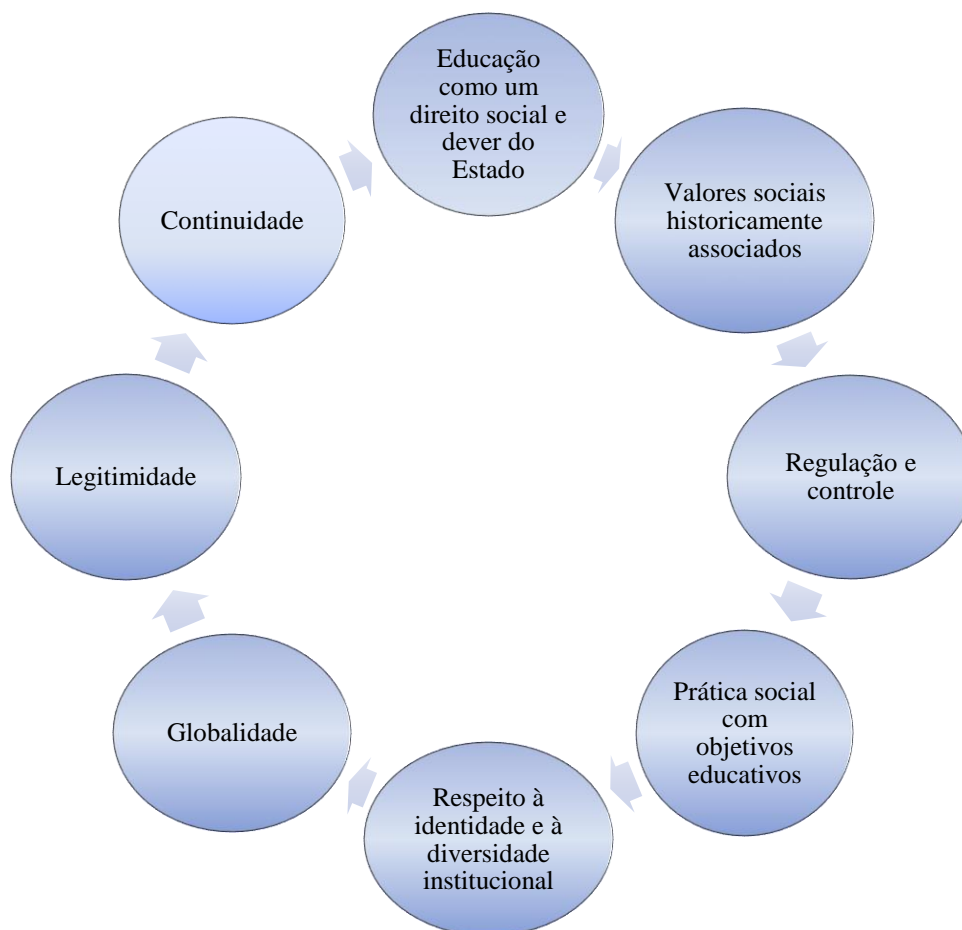 Educação
como um
direito social e
dever do
Estado
Valores sociais
historicamente
associados
Regulação e
controle
Prática social
com
objetivos
educativos
Respeito à
identidade e à
diversidade
institucional
Globalidade
Legitimidade
Continuidade